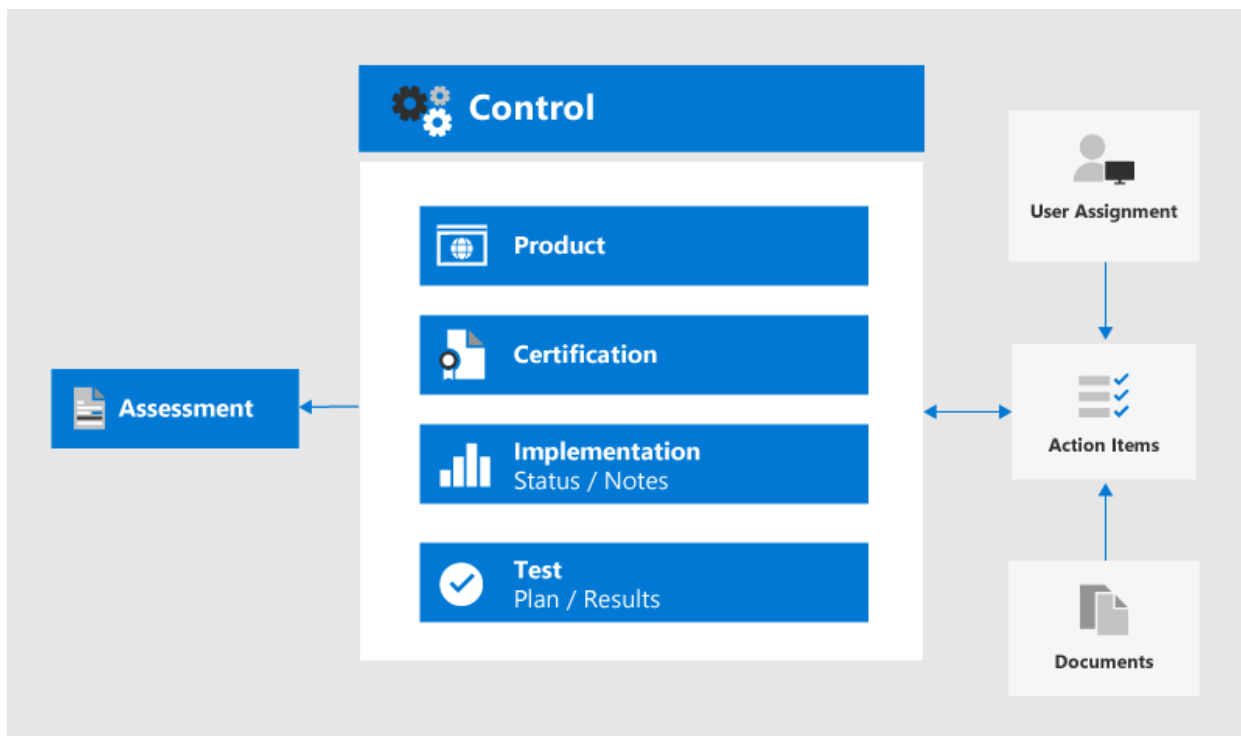 Control
Product
Certification
Implementation
Status / Notes
Test
Plan / Results
Assessment
User Assignment
Action Items
Documents